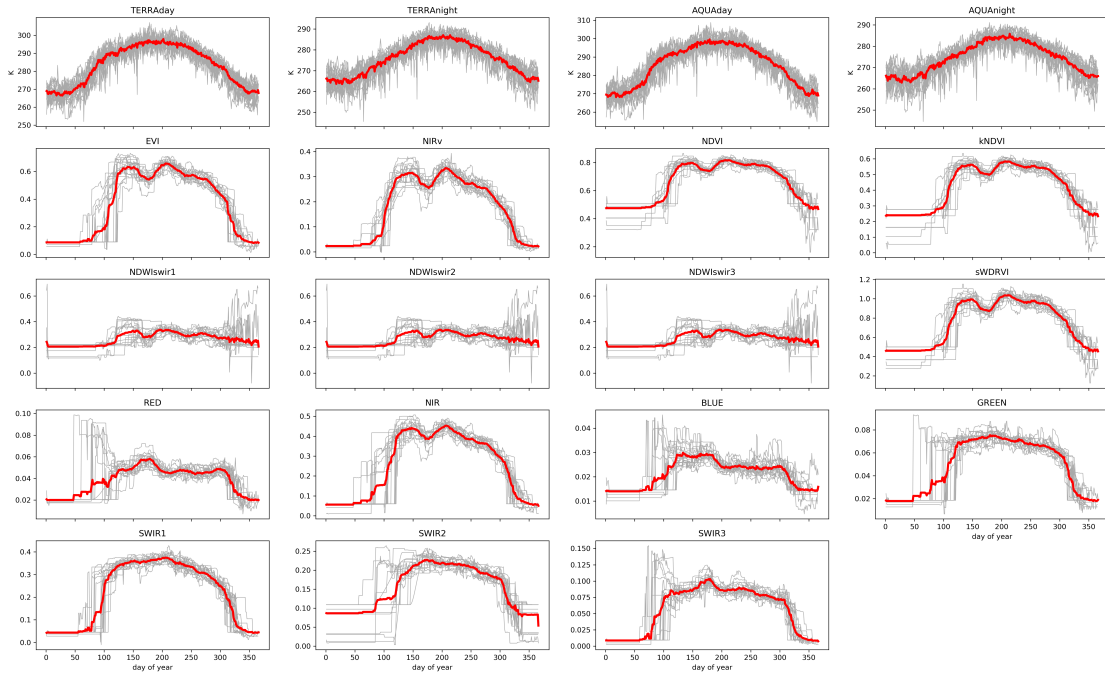 TERRAday TERRAnight AQUAday AQUAnight
300 290 310 290
290 280 300 280
280 270 290 270
270 260 280 260
260 250 270 250
250 260
K K K
EVI NIRv NDVI kNDVI
0.6 0.4 0.8 0.6
0.4 0.3 0.6 0.5
0.2 0.2 0.4 0.4
0.0 0.1 0.2 0.3
0.0 0.2
0.1
0.0
NDWIswir1 NDWIswir2 NDWIswir3 sWDRVI
0.6 0.6 0.6 1.2
0.4 0.4 0.4 1.0
0.2 0.2 0.2 0.8
0.0 0.0 0.0 0.6
0.4
0.2
RED NIR BLUE GREEN
0.10 0.5 0.04 0.08
0.08 0.4 0.03 0.06
0.06 0.3 0.02 0.04
0.04 0.2 0.01 0.02
0.02 0.1
0.00 0.0
0 50 100 150 200 250 300 350
day of year
SWIR1 SWIR2 SWIR3
0.4 0.25 0.150
0.3 0.20 0.125
0.2 0.15 0.100
0.1 0.10 0.075
0.0 0.05 0.050
0.00 0.025
0.000
0 50 100 150 200 250 300 350 0 50 100 150 200 250 300 350 0 50 100 150 200 250 300 350
day of year day of year day of year